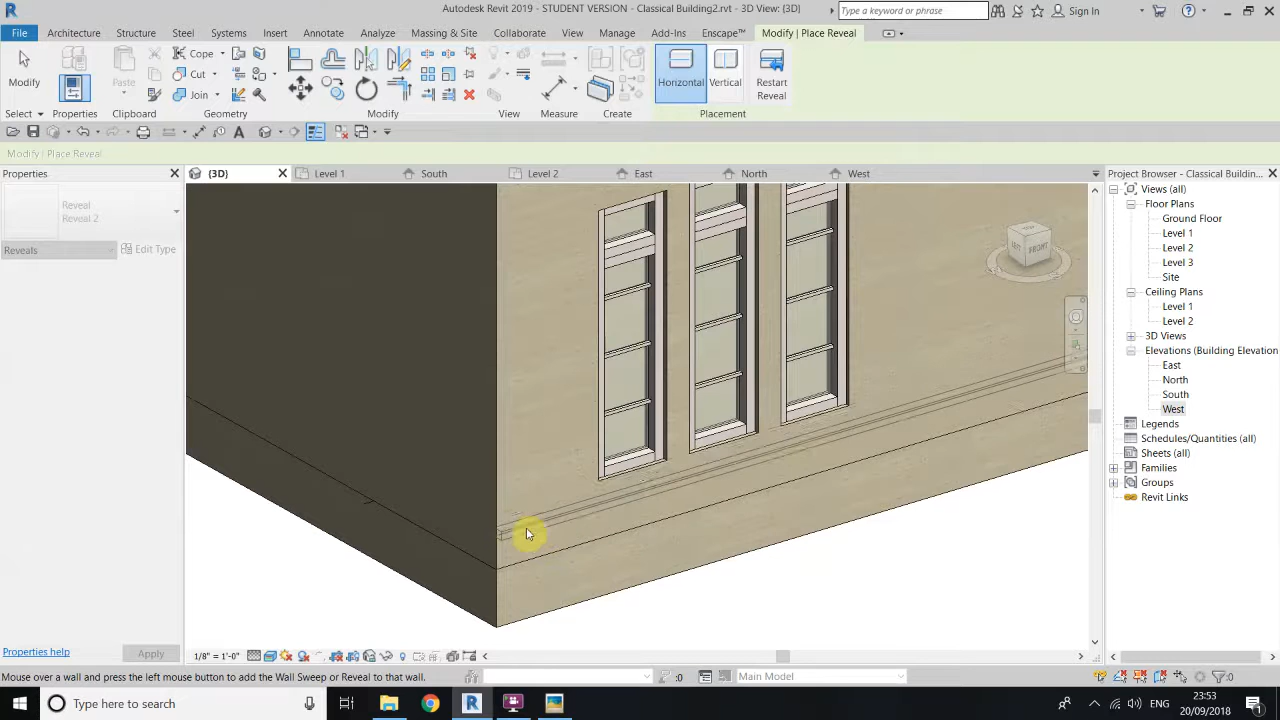 Autodesk Revit 2019 - STUDENT VERSION - Classical Building2.rvt - 3D View: {3D}
Type a keyword or phrase
Sign In
File Architecture Structure Steel Systems Insert Annotate Analyze Massing & Site Collaborate View Manage Add-Ins Enscape™ Modify | Place Reveal
Modify
Paste
Cope
Cut
Join
Horizontal Vertical Restart Reveal
Select Properties Clipboard Geometry Modify View Measure Create Placement
Modify | Place Reveal
Properties
{3D} Level 1 South Level 2 East North West
Project Browser - Classical Buildin...
Reveal
Reveal 2
Reveals
Edit Type
Views (all)
Floor Plans
Ground Floor
Level 1
Level 2
Level 3
Site
Ceiling Plans
Level 1
Level 2
3D Views
Elevations (Building Elevation
East
North
South
West
Legends
Schedules/Quantities (all)
Sheets (all)
Families
Groups
Revit Links
FRONT
Properties help
Apply
1/8" = 1'-0"
Mouse over a wall and press the left mouse button to add the Wall Sweep or Reveal to that wall.
:0
Main Model
:0
Type here to search
ENG
23:53
20/09/2018